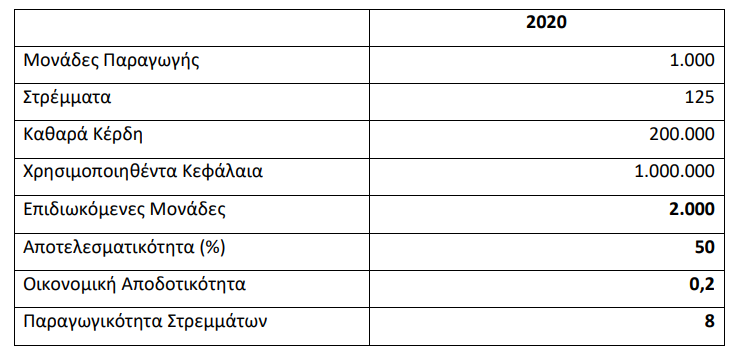 2020
Μονάδες Παραγωγής 1.000
Στρέμματα 125
Καθαρά Κέρδη 200.000
Χρησιμοποιηθέντα Κεφάλαια 1.000.000
Επιδιωκόμενες Μονάδες 2.000
Αποτελεσματικότητα (%) 50
Οικονομική Αποδοτικότητα 0,2
Παραγωγικότητα Στρεμμάτων 8